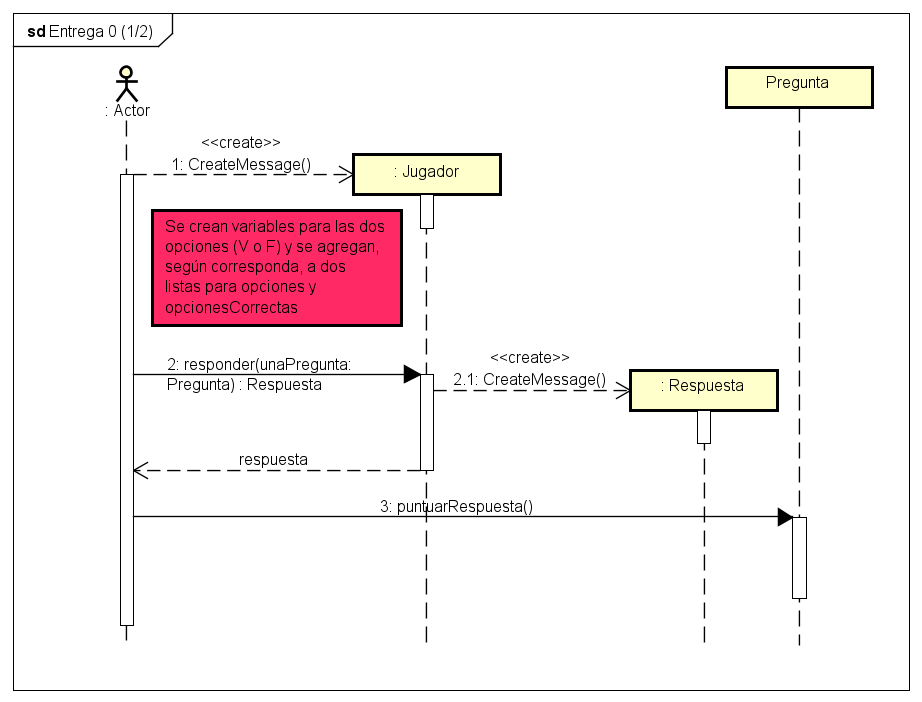 sd Entrega 0 (1/2)
: Actor
Pregunta
<<create>>
1: CreateMessage()
: Jugador
Se crean variables para las dos
opciones (V o F) y se agregan,
según corresponda, a dos
listas para opciones y
opcionesCorrectas
2: responder(unaPregunta:
Pregunta) : Respuesta
<<create>>
2.1: CreateMessage()
: Respuesta
respuesta
3: puntuarRespuesta()